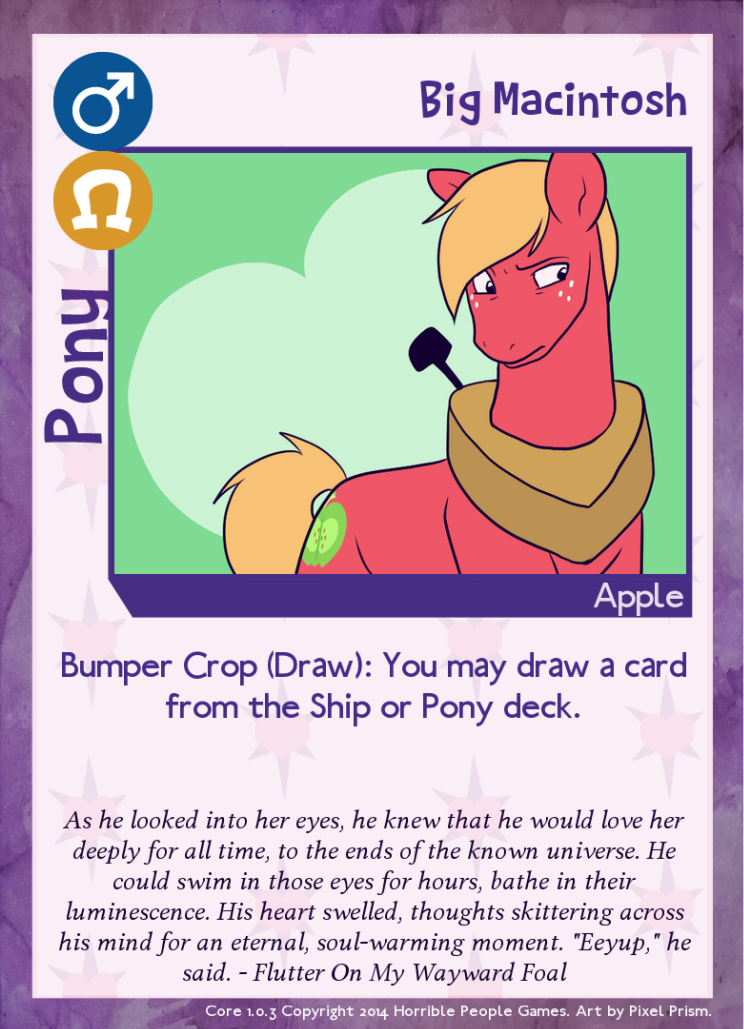 Big Macintosh
Pony
Apple
Bumper Crop (Draw): You may draw a card
from the Ship or Pony deck.
As he looked into her eyes, he knew that he would love her
deeply for all time, to the ends of the known universe. He
could swim in those eyes for hours, bathe in their
luminescence. His heart swelled, thoughts skittering across
his mind for an eternal, soul-warming moment. "Eeyup," he
said. - Flutter On My Wayward Foal
Core 1.0.3 Copyright 2014 Horrible People Games. Art by Pixel Prism.